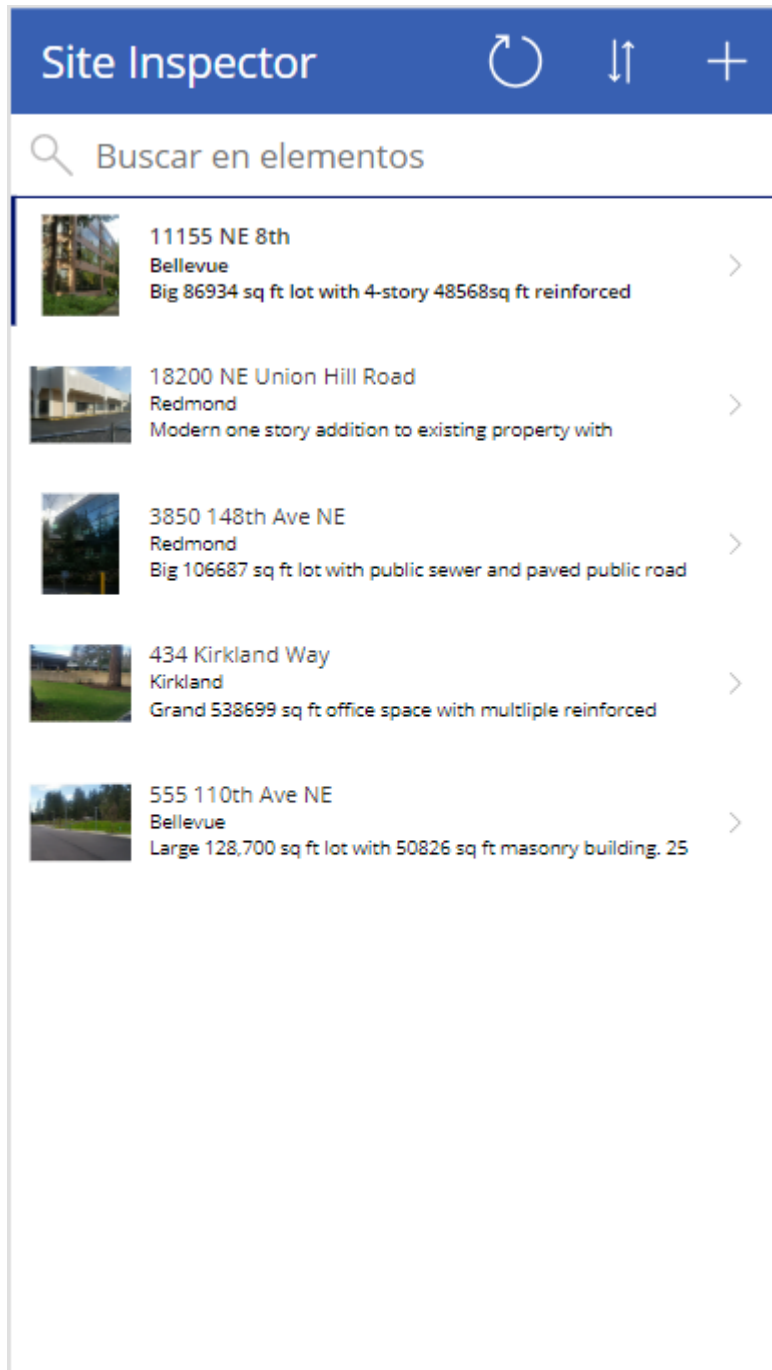 Site Inspector
Buscar en elementos
11155 NE 8th
Bellevue
Big 86934 sq ft lot with 4-story 48568sq ft reinforced
18200 NE Union Hill Road
Redmond
Modern one story addition to existing property with
3850 148th Ave NE
Redmond
Big 106687 sq ft lot with public sewer and paved public road
434 Kirkland Way
Kirkland
Grand 538699 sq ft office space with multliple reinforced
555 110th Ave NE
Bellevue
Large 128,700 sq ft lot with 50826 sq ft masonry building. 25